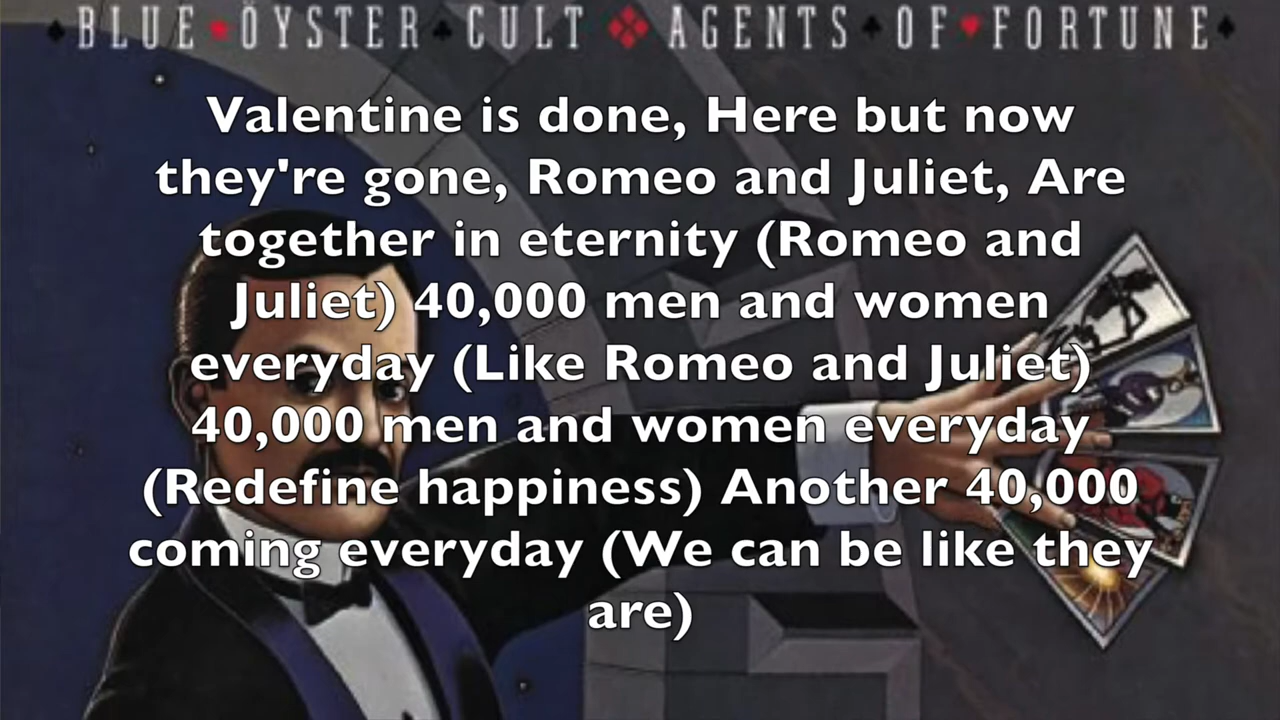 BLUE ÖYSTER CULT AGENTS OF FORTUNE
Valentine is done, Here but now
they're gone, Romeo and Juliet, Are
together in eternity (Romeo and
Juliet) 40,000 men and women
everyday (Like Romeo and Juliet)
40,000 men and women everyday
(Redefine happiness) Another 40,000
coming everyday (We can be like they
are)